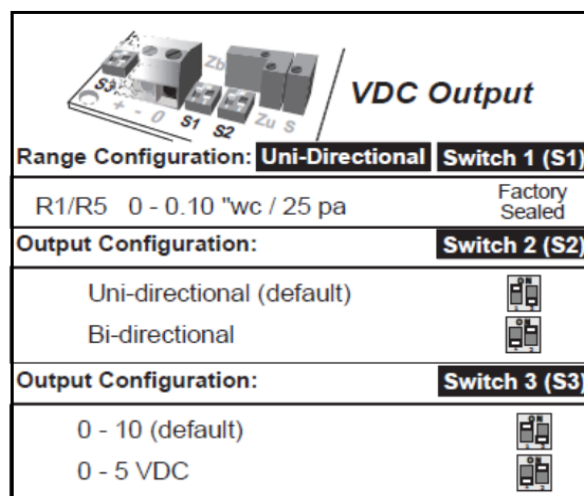 S3
Zb
+ - 0
S1
S2
Zu
S
VDC Output
Range Configuration: Uni-Directional Switch 1 (S1)
R1/R5 0 - 0.10 "wc / 25 pa Factory
Sealed
Output Configuration: Switch 2 (S2)
Uni-directional (default)
Bi-directional
Output Configuration: Switch 3 (S3)
0 - 10 (default)
0 - 5 VDC